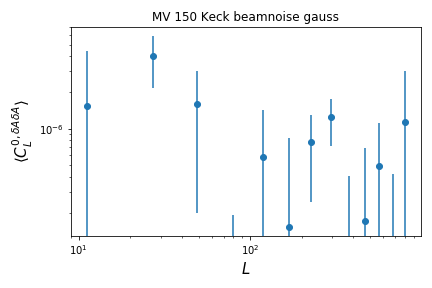 MV 150 Keck beamnoise gauss
⟨C_L^{0,δAδA}⟩
10^{-6}
10^1
10^2
L